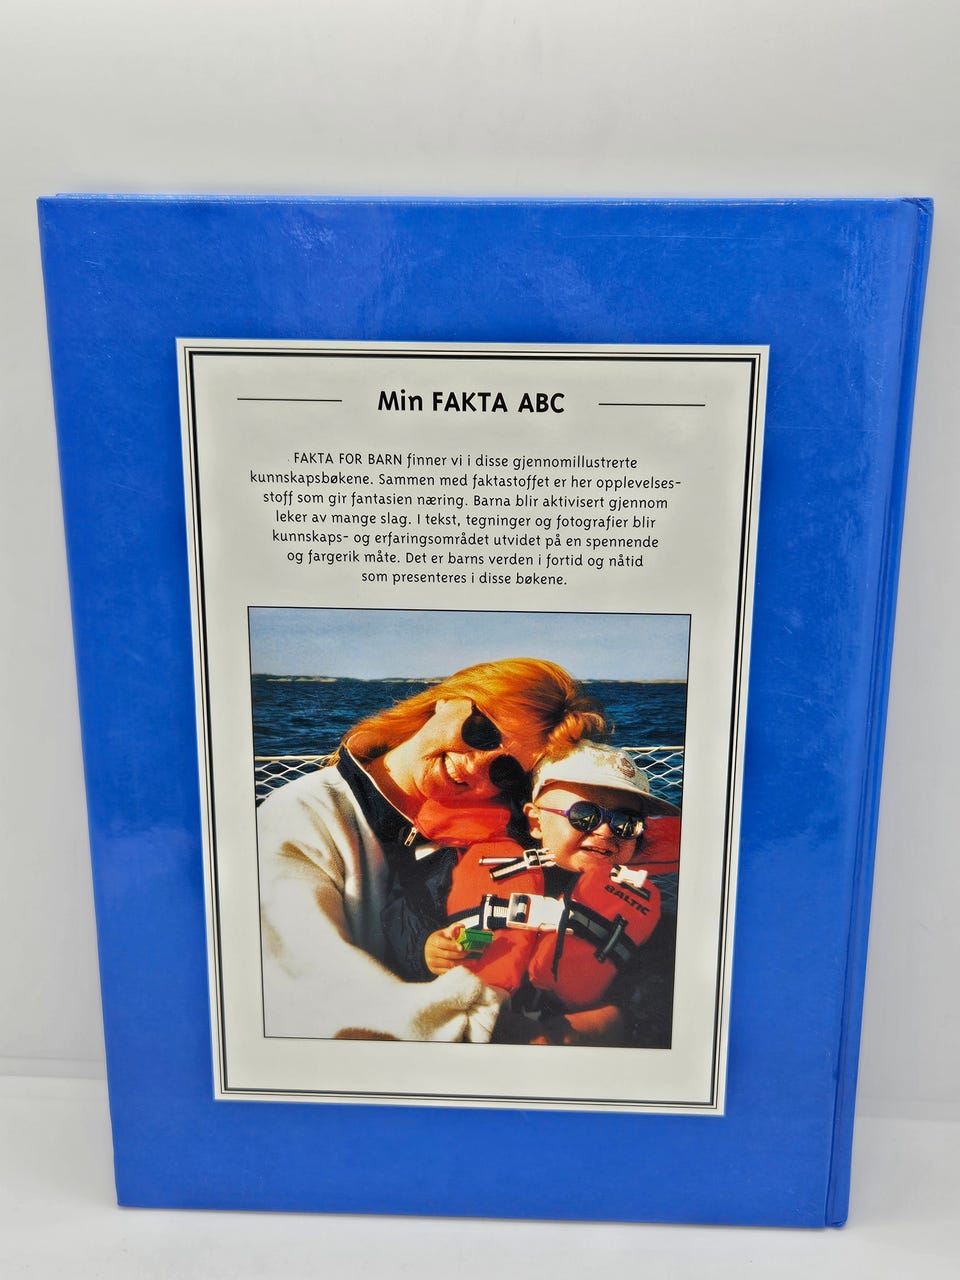 Min FAKTA ABC
FAKTA FOR BARN finner vi i disse gjennomillustrerte
kunnskapsbøkene. Sammen med faktastoffet er her opplevelses-
stoff som gir fantasien næring. Barna blir aktivisert gjennom
leker av mange slag. I tekst, tegninger og fotografier blir
kunnskaps- og erfaringsområdet utvidet på en spennende
og fargerik måte. Det er barns verden i fortid og nåtid
som presenteres i disse bøkene.
BALTIC